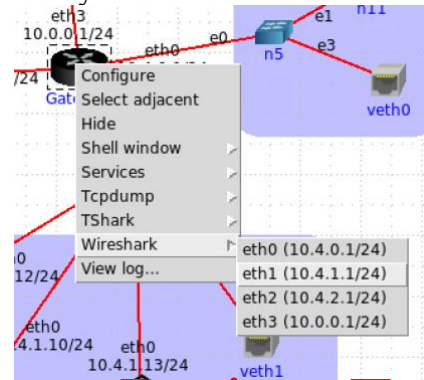 eth3
10.0.0.1/24
eth0
e0
e1
n11
n5
e3
veth0
/24
Configure
Select adjacent
Hide
Shell window
Services
Tcpdump
TShark
Wireshark
View log...
eth0 (10.4.0.1/24)
eth1 (10.4.1.1/24)
eth2 (10.4.2.1/24)
eth3 (10.0.0.1/24)
12/24
eth0
4.1.10/24
eth0
10.4.1.13/24
veth1